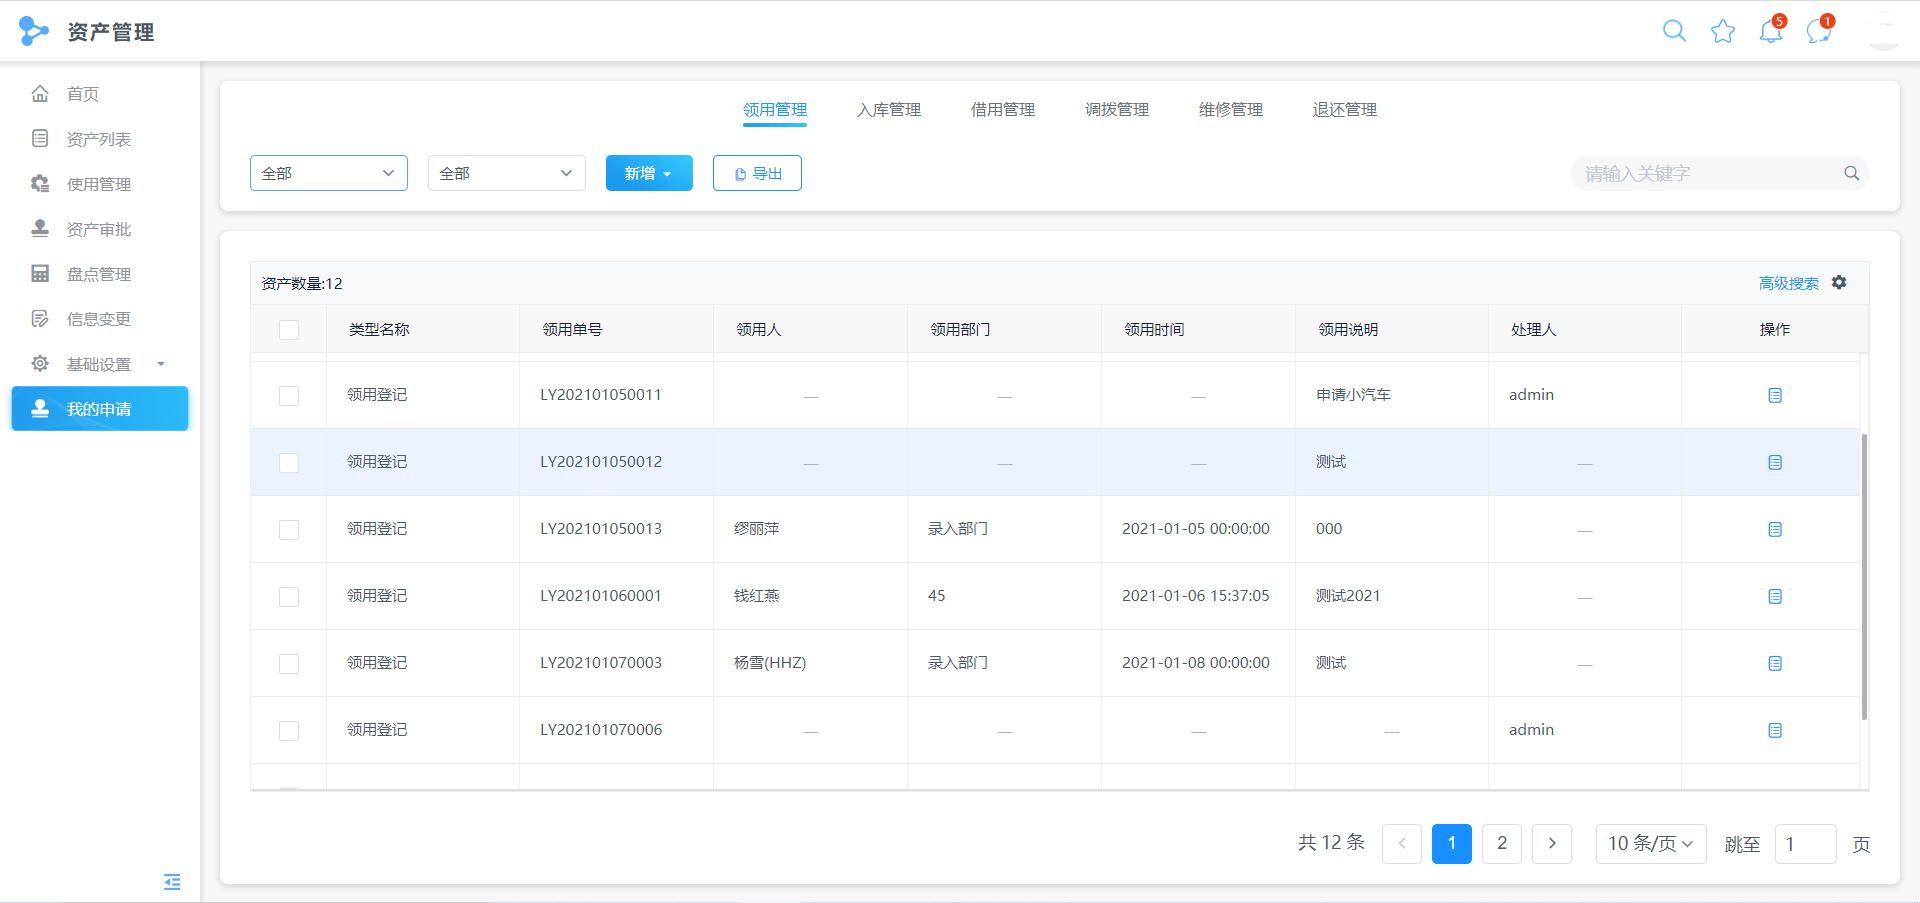 资产管理
5
1
首页
资产列表
使用管理
资产审批
盘点管理
信息变更
基础设置
我的申请
领用管理 入库管理 借用管理 调拨管理 维修管理 退还管理
全部 全部 新增 导出 请输入关键字
资产数量:12 高级搜索
类型名称 领用单号 领用人 领用部门 领用时间 领用说明 处理人 操作
领用登记 LY202101050011 — — — 申请小汽车 admin
领用登记 LY202101050012 — — — 测试 —
领用登记 LY202101050013 缪丽萍 录入部门 2021-01-05 00:00:00 000 —
领用登记 LY202101060001 钱红燕 45 2021-01-06 15:37:05 测试2021 —
领用登记 LY202101070003 杨雪(HHZ) 录入部门 2021-01-08 00:00:00 测试 —
领用登记 LY202101070006 — — — — admin
共 12 条 1 2 10 条/页 跳至 1 页